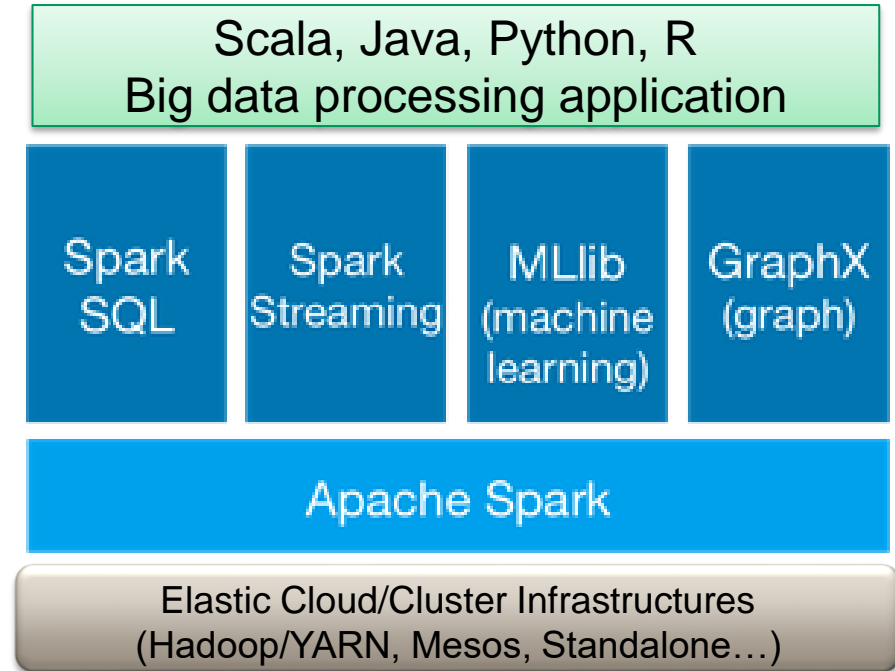 Scala, Java, Python, R
Big data processing application
Spark
SQL
Spark
Streaming
MLlib
(machine
learning)
GraphX
(graph)
Apache Spark
Elastic Cloud/Cluster Infrastructures
(Hadoop/YARN, Mesos, Standalone…)